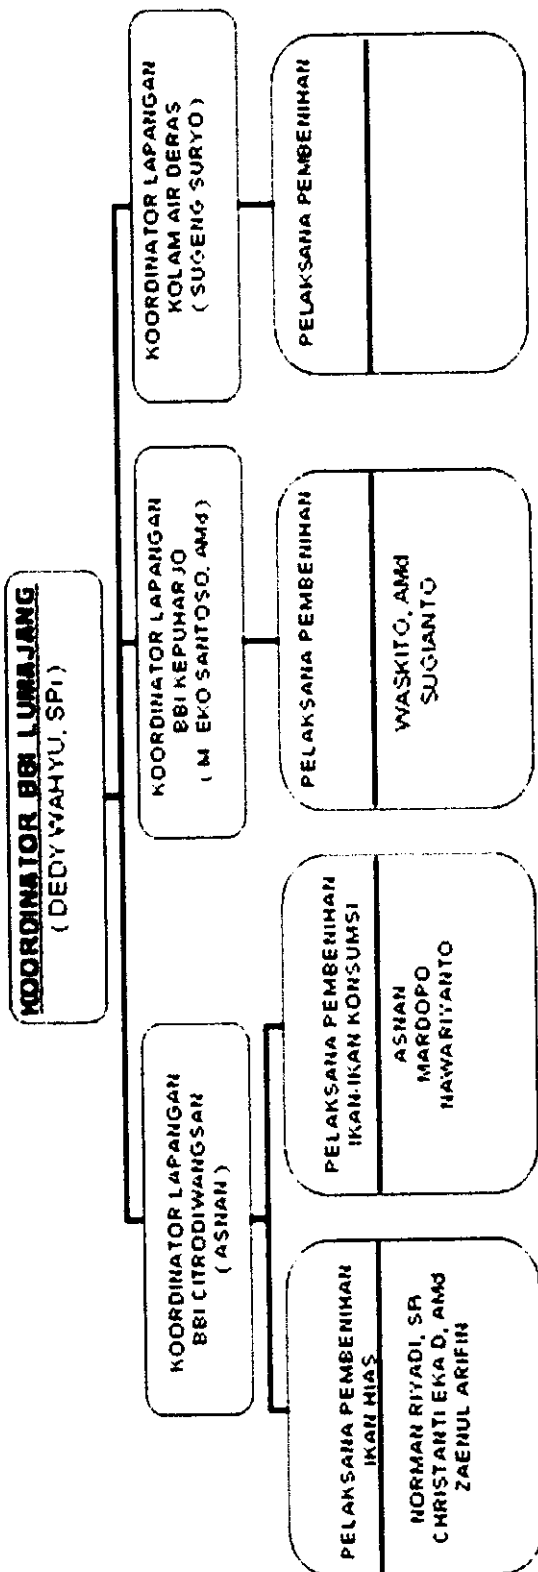 KOORDINATOR BBI LUMAJANG
( DEDY WAHYU, SPI )
KOORDINATOR LAPANGAN
BBI CITRODIWANGSAN
( ASNAN )
KOORDINATOR LAPANGAN
BBI KEPUHARJO
( M EKO SANTOSO, AMd )
KOORDINATOR LAPANGAN
KOLAM AIR DERAS
( SUGENG SURYO )
PELAKSANA PEMBENIHAN
IKAN HIAS
NORMAN RIYADI, SPi
CHRISTANTI EKA D, AMd
ZAENUL ARIFIN
PELAKSANA PEMBENIHAN
IKAN-IKAN KONSUMSI
ASNAN
MARDOPO
NAWARIYANTO
PELAKSANA PEMBENIHAN
WASKITO, AMd
SUGIANTO
PELAKSANA PEMBENIHAN